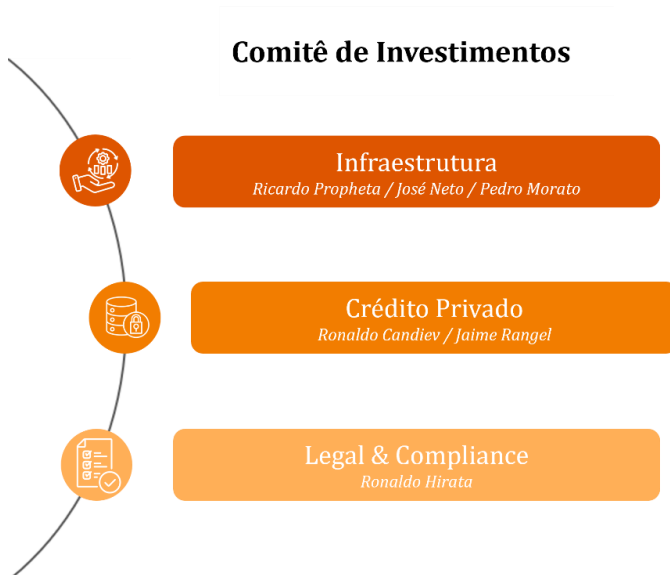 Comitê de Investimentos
Infraestrutura
Ricardo Propheta / José Neto / Pedro Morato
Crédito Privado
Ronaldo Candiev / Jaime Rangel
Legal & Compliance
Ronaldo Hirata